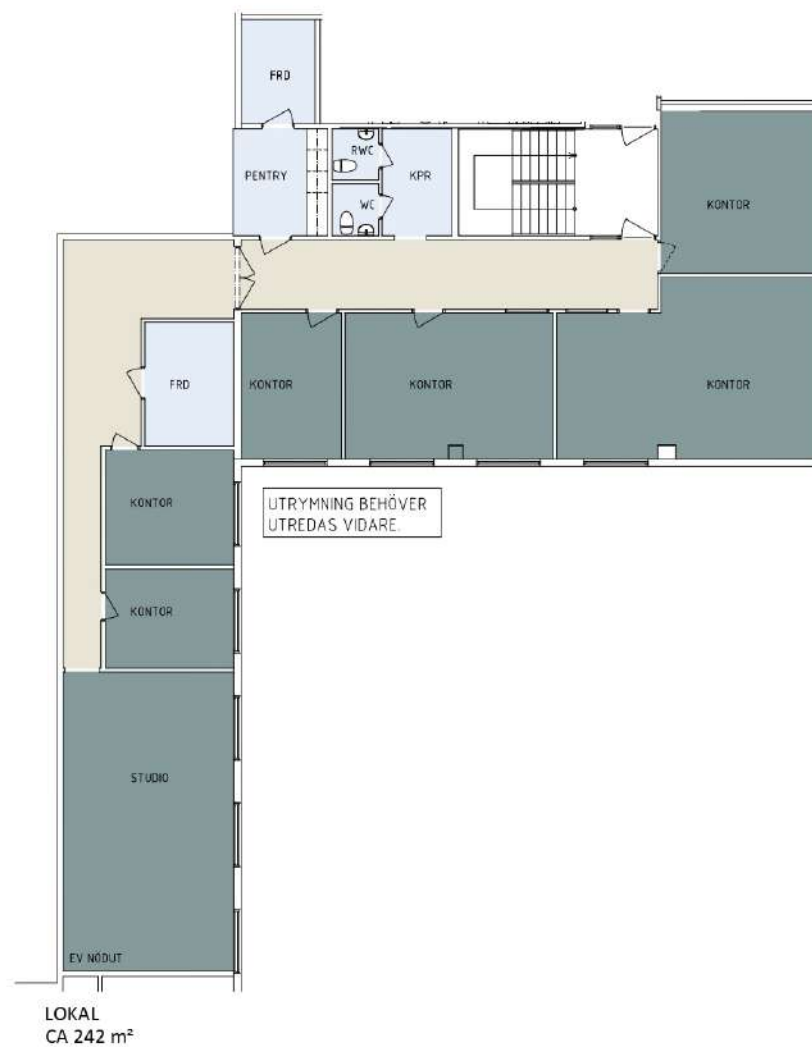 FRD
RWC
PENTRY
KPR
WC
KONTOR
FRD
KONTOR
KONTOR
KONTOR
KONTOR
UTRYMNING BEHÖVER
UTREDAS VIDARE.
KONTOR
STUDIO
EV NÖDUT
LOKAL
CA 242 m²